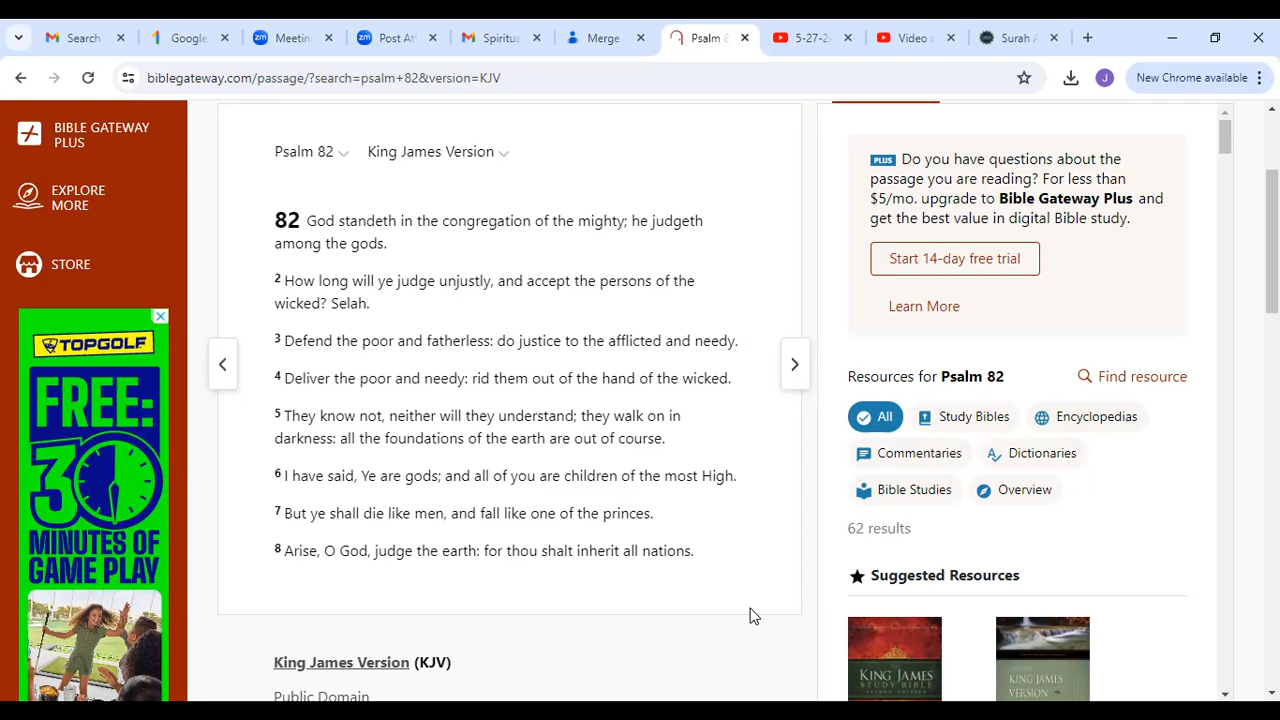 Search
Google
Meetin
Post At
Spiritua
Merge
Psalm 8
5-27-2
Video c
Surah A
biblegateway.com/passage/?search=psalm+82&version=KJV
New Chrome available
J
BIBLE GATEWAY
PLUS
EXPLORE
MORE
STORE
TOPGOLF
FREE:
30
MINUTES OF
GAME PLAY
Psalm 82
King James Version
82 God standeth in the congregation of the mighty; he judgeth
among the gods.
2 How long will ye judge unjustly, and accept the persons of the
wicked? Selah.
3 Defend the poor and fatherless: do justice to the afflicted and needy.
4 Deliver the poor and needy: rid them out of the hand of the wicked.
5 They know not, neither will they understand; they walk on in
darkness: all the foundations of the earth are out of course.
6 I have said, Ye are gods; and all of you are children of the most High.
7 But ye shall die like men, and fall like one of the princes.
8 Arise, O God, judge the earth: for thou shalt inherit all nations.
King James Version (KJV)
Public Domain
PLUS Do you have questions about the
passage you are reading? For less than
$5/mo. upgrade to Bible Gateway Plus and
get the best value in digital Bible study.
Start 14-day free trial
Learn More
Resources for Psalm 82
Find resource
All
Study Bibles
Encyclopedias
Commentaries
Dictionaries
Bible Studies
Overview
62 results
Suggested Resources
KING JAMES
STUDY BIBLE
KING JAMES
VERSION